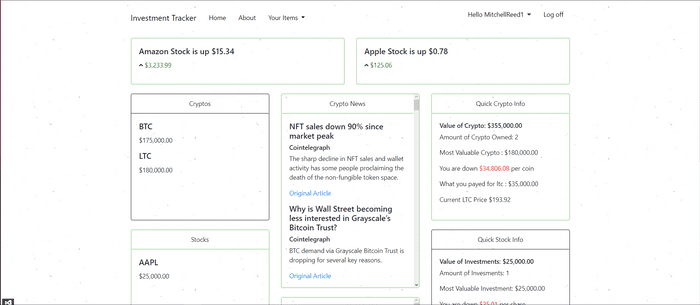 Investment Tracker Home About Your Items Hello MitchellReed1 Log off
Amazon Stock is up $15.34
$3,233.99
Apple Stock is up $0.78
$125.06
Cryptos
BTC
$175,000.00
LTC
$180,000.00
Stocks
AAPL
$25,000.00
Crypto News
NFT sales down 90% since
market peak
Cointelegraph
The sharp decline in NFT sales and wallet
activity has some people proclaiming the
death of the non-fungible token space.
Original Article
Why is Wall Street becoming
less interested in Grayscale's
Bitcoin Trust?
Cointelegraph
BTC demand via Grayscale Bitcoin Trust is
dropping for several key reasons.
Original Article
Quick Crypto Info
Value of Crypto: $355,000.00
Amount of Crypto Owned: 2
Most Valuable Crypto : $180,000.00
You are down $34,806.08 per coin
What you payed for ltc : $35,000.00
Current LTC Price $193.92
Quick Stock Info
Value of Investments: $25,000.00
Amount of Invesments: 1
Most Valuable Investment: $25,000.00
You are down $25.01 per share